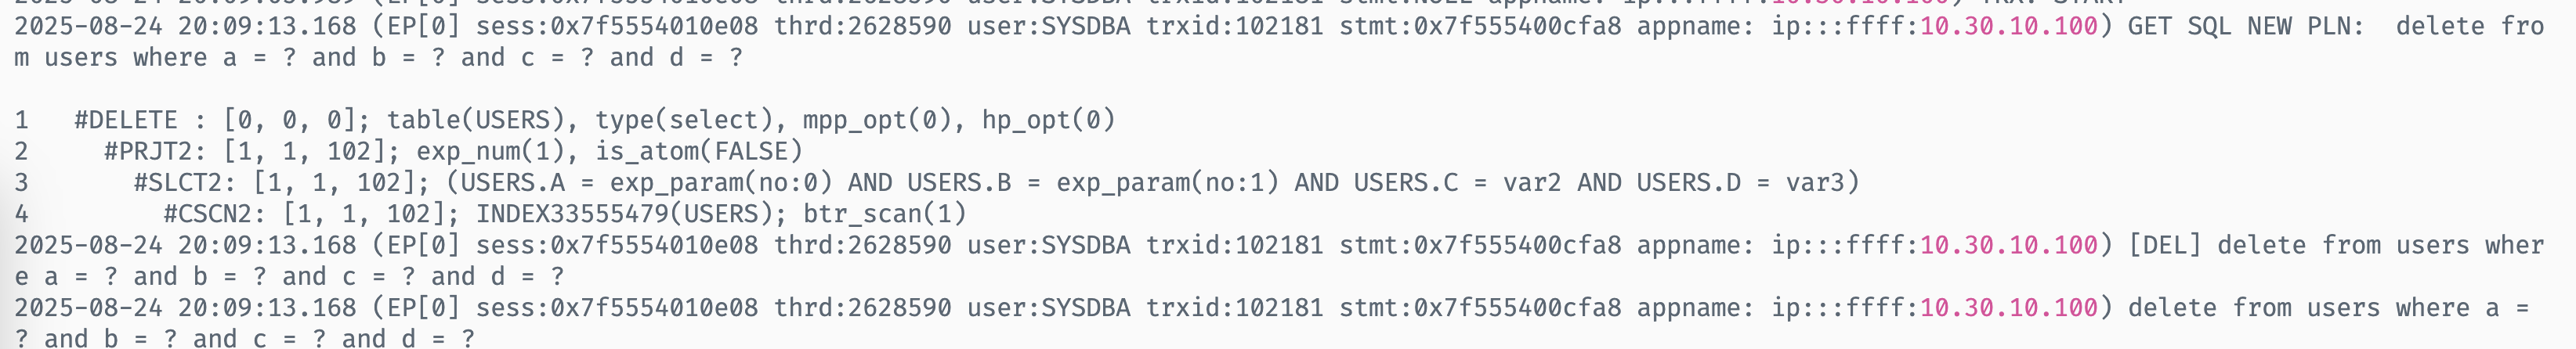 2025-08-24 20:09:13.168 (EP[0] sess:0x7f5554010e08 thrd:2628590 user:SYSDBA trxid:102181 stmt:0x7f555400cfa8 appname: ip:::ffff:10.30.10.100) GET SQL NEW PLN:  delete fro
m users where a = ? and b = ? and c = ? and d = ?
1   #DELETE : [0, 0, 0]; table(USERS), type(select), mpp_opt(0), hp_opt(0)
2     #PRJT2: [1, 1, 102]; exp_num(1), is_atom(FALSE)
3       #SLCT2: [1, 1, 102]; (USERS.A = exp_param(no:0) AND USERS.B = exp_param(no:1) AND USERS.C = var2 AND USERS.D = var3)
4         #CSCN2: [1, 1, 102]; INDEX33555479(USERS); btr_scan(1)
2025-08-24 20:09:13.168 (EP[0] sess:0x7f5554010e08 thrd:2628590 user:SYSDBA trxid:102181 stmt:0x7f555400cfa8 appname: ip:::ffff:10.30.10.100) [DEL] delete from users wher
e a = ? and b = ? and c = ? and d = ?
2025-08-24 20:09:13.168 (EP[0] sess:0x7f5554010e08 thrd:2628590 user:SYSDBA trxid:102181 stmt:0x7f555400cfa8 appname: ip:::ffff:10.30.10.100) delete from users where a =
? and b = ? and c = ? and d = ?